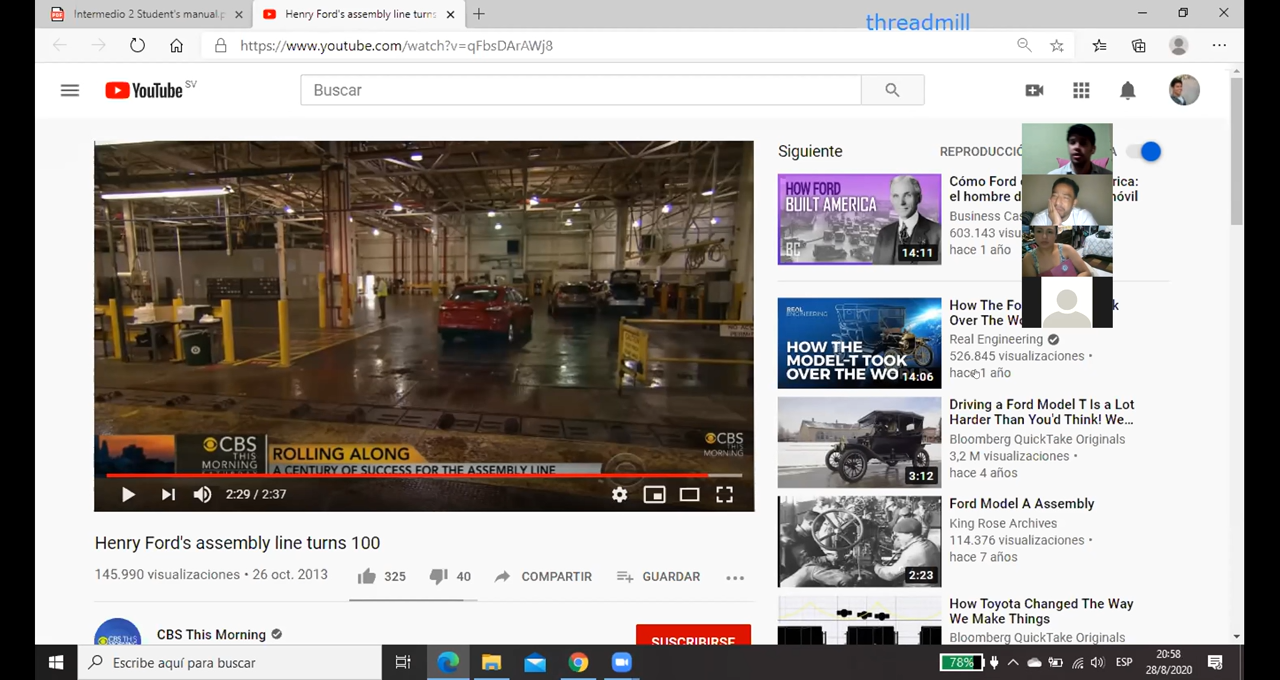 Intermedio 2 Student's manual.p
Henry Ford's assembly line turns
threadmill
https://www.youtube.com/watch?v=qFbsDArAWj8
YouTube SV
Buscar
ROLLING ALONG
A CENTURY OF SUCCESS FOR THE ASSEMBLY LINE
CBS
THIS
MORNING
CBS
THIS
MORNING
2:29 / 2:37
Henry Ford's assembly line turns 100
145.990 visualizaciones • 26 oct. 2013
325
40
COMPARTIR
GUARDAR
CBS This Morning
SUSCRIBIRSE
Siguiente
REPRODUCCIÓ
A
HOW FORD
BUILT AMERICA
BC
14:11
Cómo Ford
rica:
el hombre d
móvil
Business Cas
603.143 visu
hace 1 año
REAL
ENGINEERING
HOW THE
MODEL-T TOOK
OVER THE WO
14:06
How The Fo
k
Over The Wo
Real Engineering
526.845 visualizaciones •
hace 1 año
3:12
Driving a Ford Model T Is a Lot
Harder Than You'd Think! We...
Bloomberg QuickTake Originals
3,2 M visualizaciones •
hace 4 años
2:23
Ford Model A Assembly
King Rose Archives
114.376 visualizaciones •
hace 7 años
How Toyota Changed The Way
We Make Things
Bloomberg QuickTake Originals
Escribe aquí para buscar
78%
ESP
20:58
28/8/2020